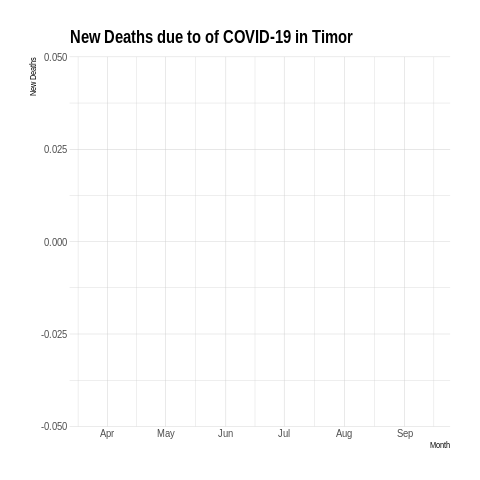 New Deaths due to of COVID-19 in Timor
New Deaths
0.050
0.025
0.000
-0.025
-0.050
Apr May Jun Jul Aug Sep
Month